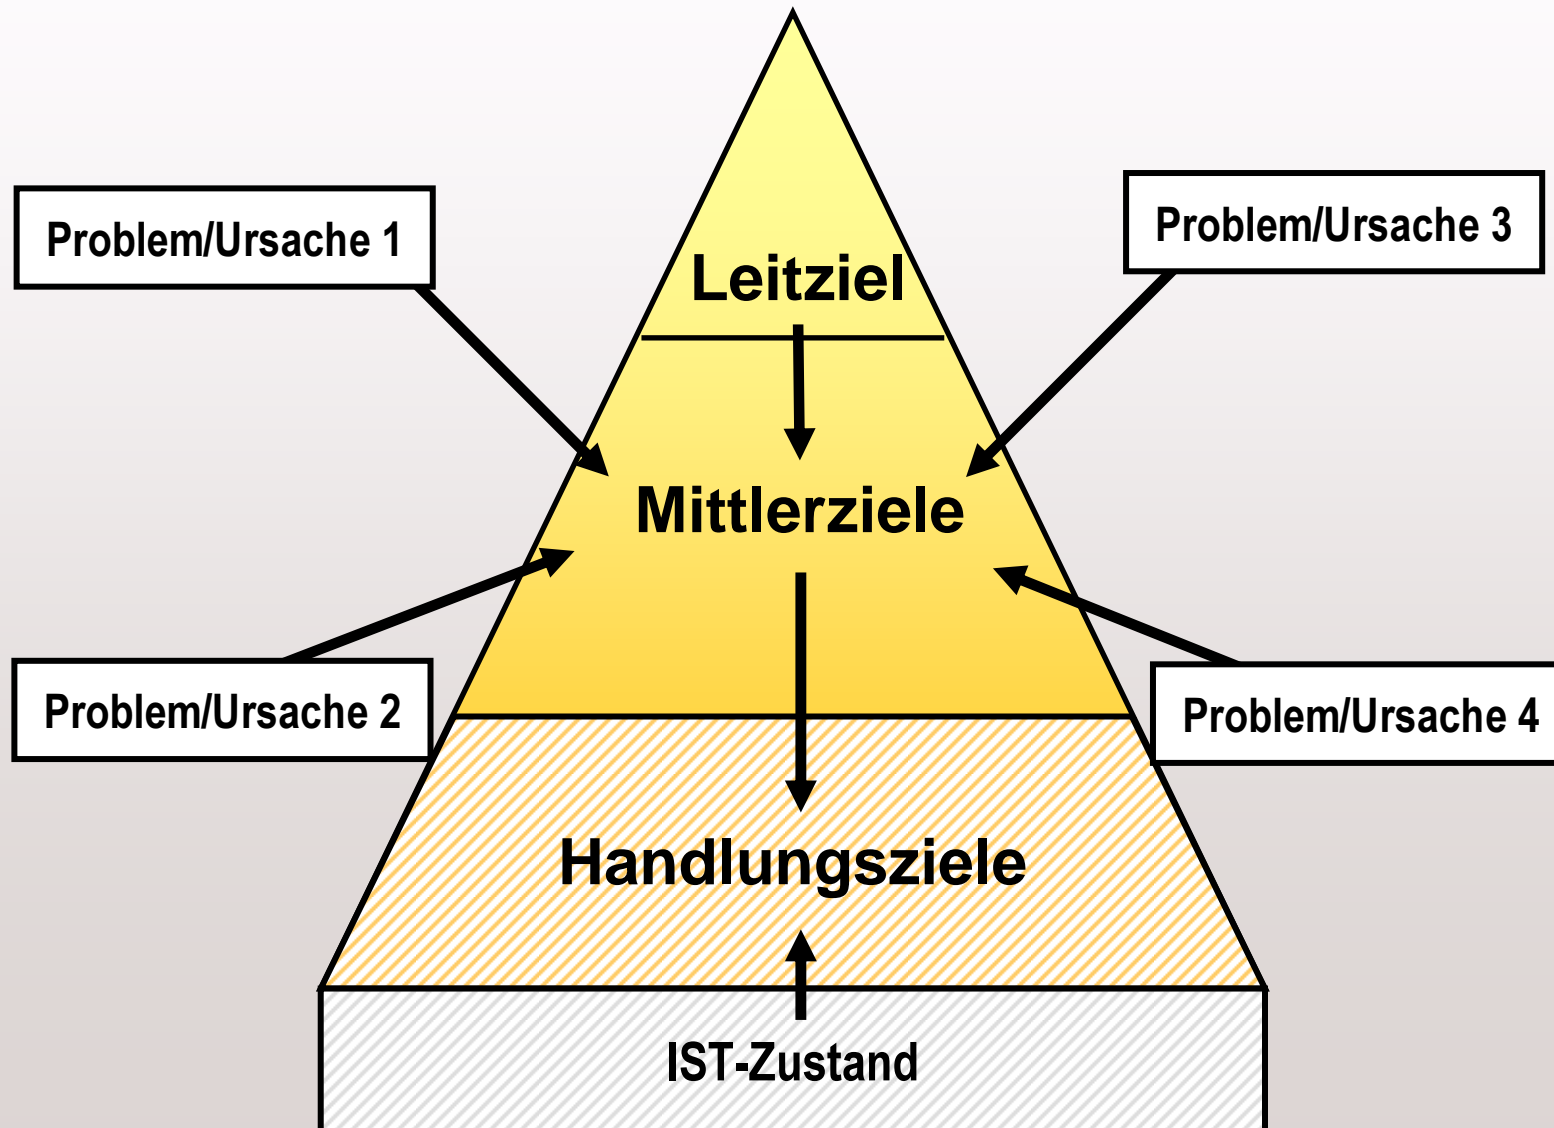 Problem/Ursache 1
Problem/Ursache 3
Leitziel
Mittlerziele
Problem/Ursache 2
Problem/Ursache 4
Handlungsziele
IST-Zustand